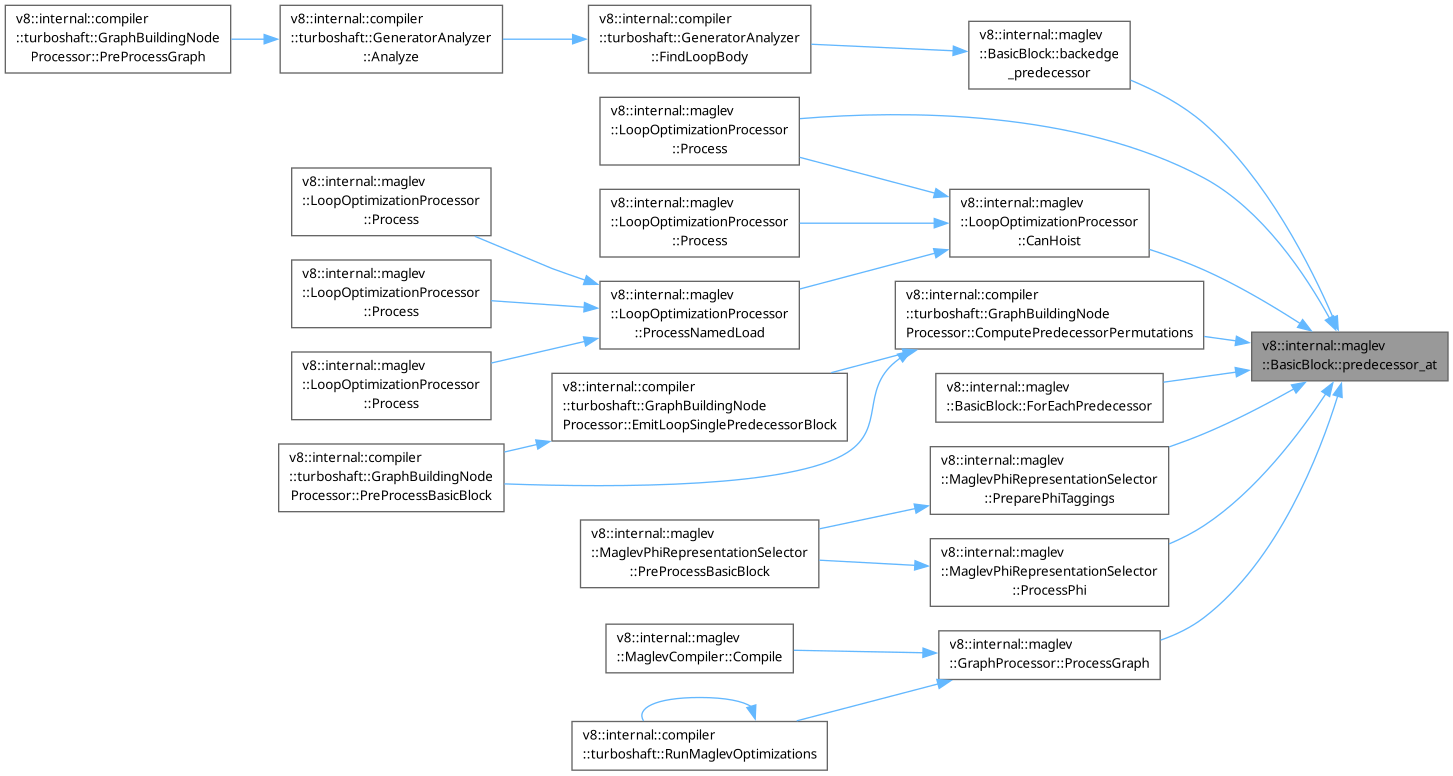 v8::internal::compiler
::turboshaft::GraphBuildingNode
Processor::PreProcessGraph
v8::internal::compiler
::turboshaft::GeneratorAnalyzer
::Analyze
v8::internal::compiler
::turboshaft::GeneratorAnalyzer
::FindLoopBody
v8::internal::maglev
::BasicBlock::backedge
_predecessor
v8::internal::maglev
::LoopOptimizationProcessor
::Process
v8::internal::maglev
::LoopOptimizationProcessor
::Process
v8::internal::maglev
::LoopOptimizationProcessor
::Process
v8::internal::maglev
::LoopOptimizationProcessor
::CanHoist
v8::internal::maglev
::LoopOptimizationProcessor
::Process
v8::internal::maglev
::LoopOptimizationProcessor
::ProcessNamedLoad
v8::internal::compiler
::turboshaft::GraphBuildingNode
Processor::ComputePredecessorPermutations
v8::internal::maglev
::BasicBlock::predecessor_at
v8::internal::maglev
::LoopOptimizationProcessor
::Process
v8::internal::compiler
::turboshaft::GraphBuildingNode
Processor::EmitLoopSinglePredecessorBlock
v8::internal::maglev
::BasicBlock::ForEachPredecessor
v8::internal::compiler
::turboshaft::GraphBuildingNode
Processor::PreProcessBasicBlock
v8::internal::maglev
::MaglevPhiRepresentationSelector
::PreparePhiTaggings
v8::internal::maglev
::MaglevPhiRepresentationSelector
::PreProcessBasicBlock
v8::internal::maglev
::MaglevPhiRepresentationSelector
::ProcessPhi
v8::internal::maglev
::MaglevCompiler::Compile
v8::internal::maglev
::GraphProcessor::ProcessGraph
v8::internal::compiler
::turboshaft::RunMaglevOptimizations